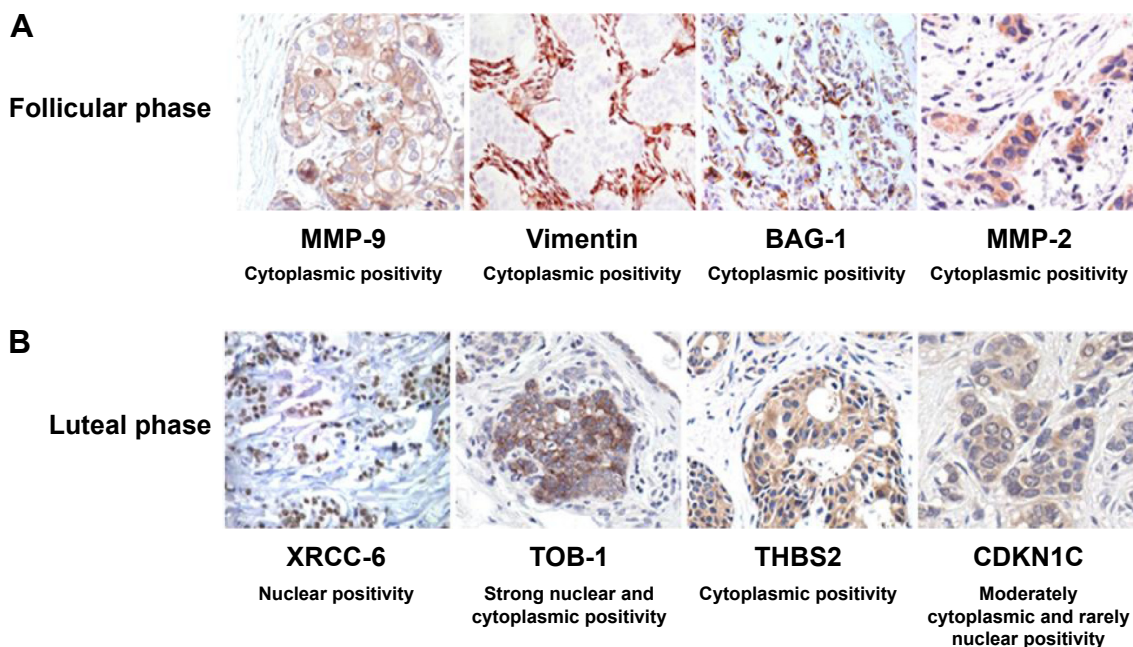 A
Follicular phase
MMP-9
Cytoplasmic positivity
Vimentin
Cytoplasmic positivity
BAG-1
Cytoplasmic positivity
MMP-2
Cytoplasmic positivity
B
Luteal phase
XRCC-6
Nuclear positivity
TOB-1
Strong nuclear and
cytoplasmic positivity
THBS2
Cytoplasmic positivity
CDKN1C
Moderately
cytoplasmic and rarely
nuclear positivity